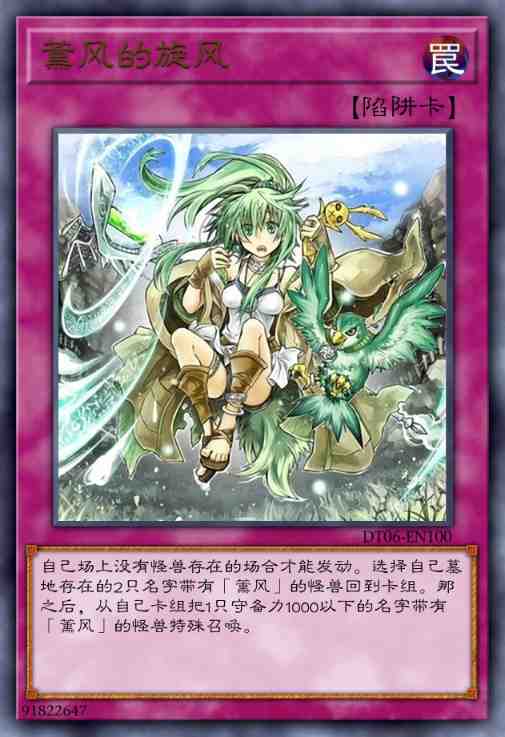 薰风的旋风
罠
【陷阱卡】
DT06-EN100
自己场上没有怪兽存在的场合才能发动。选择自己墓
地存在的2只名字带有「薰风」的怪兽回到卡组。那
之后，从自己卡组把1只守备力1000以下的名字带有
「薰风」的怪兽特殊召唤。
91822647